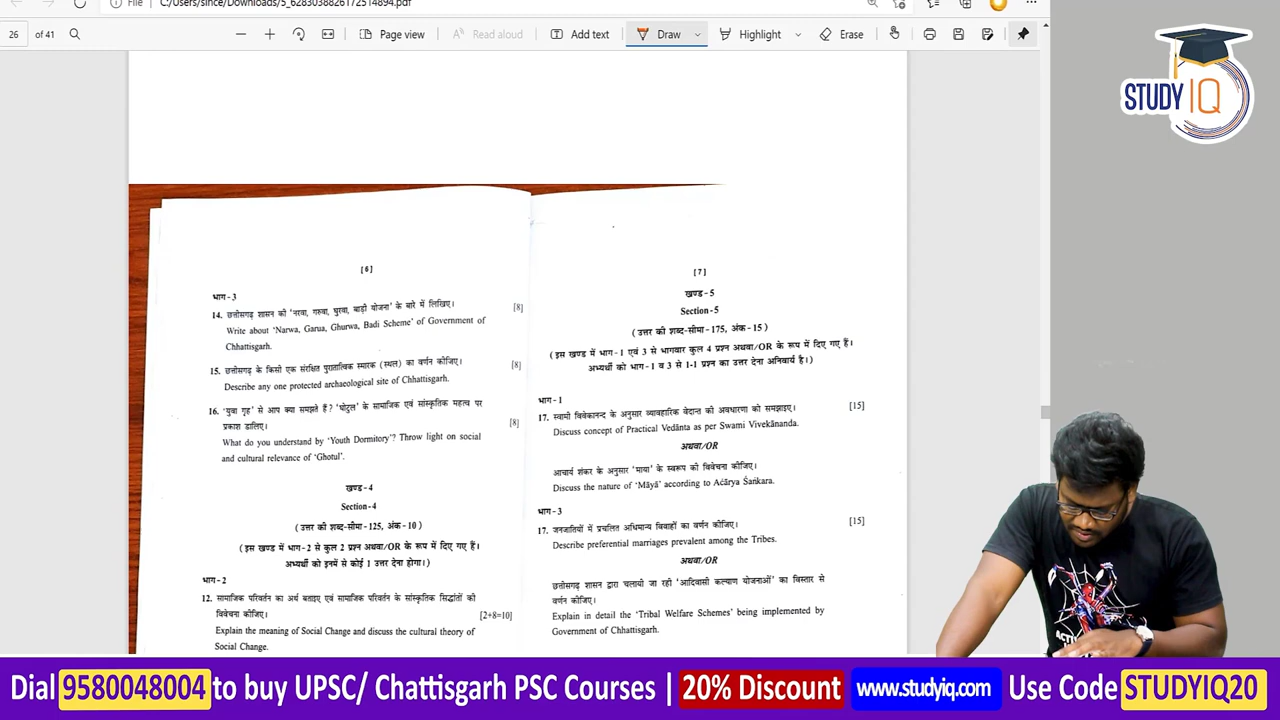 File
C:/Users/since/Downloads/5_6283038826172514894.pdf
26 of 41
Page view
Read aloud
Add text
Draw
Highlight
Erase
STUDY IQ
[6]
भाग-3
14. छत्तीसगढ़ शासन की 'नरवा, गरुवा, घुरवा, बाड़ी योजना' के बारे में लिखिए। [8]
Write about 'Narwa, Garua, Ghurwa, Badi Scheme' of Government of
Chhattisgarh.
15. छत्तीसगढ़ के किसी एक संरक्षित पुरातात्विक स्मारक (स्थल) का वर्णन कीजिए। [8]
Describe any one protected archaeological site of Chhattisgarh.
16. 'युवा गृह' से आप क्या समझते हैं? 'घोटुल' के सामाजिक एवं सांस्कृतिक महत्व पर
प्रकाश डालिए। [8]
What do you understand by 'Youth Dormitory'? Throw light on social
and cultural relevance of 'Ghotul'.
खण्ड-4
Section-4
(उत्तर की शब्द-सीमा-125, अंक-10)
(इस खण्ड में भाग-2 से कुल 2 प्रश्न अथवा/OR के रूप में दिए गए हैं।
अभ्यर्थी को इनमें से कोई 1 उत्तर देना होगा।)
भाग-2
12. सामाजिक परिवर्तन का अर्थ बताइए एवं सामाजिक परिवर्तन के सांस्कृतिक सिद्धांतों की
विवेचना कीजिए। [2+8=10]
Explain the meaning of Social Change and discuss the cultural theory of
Social Change.
[7]
खण्ड-5
Section-5
(उत्तर की शब्द-सीमा-175, अंक-15)
(इस खण्ड में भाग-1 एवं 3 से भागवार कुल 4 प्रश्न अथवा/OR के रूप में दिए गए हैं।
अभ्यर्थी को भाग-1 व 3 से 1-1 प्रश्न का उत्तर देना अनिवार्य है।)
भाग-1
17. स्वामी विवेकानन्द के अनुसार व्यावहारिक वेदान्त की अवधारणा को समझाइए। [15]
Discuss concept of Practical Vedānta as per Swami Vivekānanda.
अथवा/OR
आचार्य शंकर के अनुसार 'माया' के स्वरूप की विवेचना कीजिए।
Discuss the nature of 'Māyā' according to Aċārya Śaṅkara.
भाग-3
17. जनजातियों में प्रचलित अधिमान्य विवाहों का वर्णन कीजिए। [15]
Describe preferential marriages prevalent among the Tribes.
अथवा/OR
छत्तीसगढ़ शासन द्वारा चलायी जा रही 'आदिवासी कल्याण योजनाओं' का विस्तार से
वर्णन कीजिए।
Explain in detail the 'Tribal Welfare Schemes' being implemented by
Government of Chhattisgarh.
Dial 9580048004 to buy UPSC/ Chattisgarh PSC Courses | 20% Discount www.studyiq.com Use Code STUDYIQ20